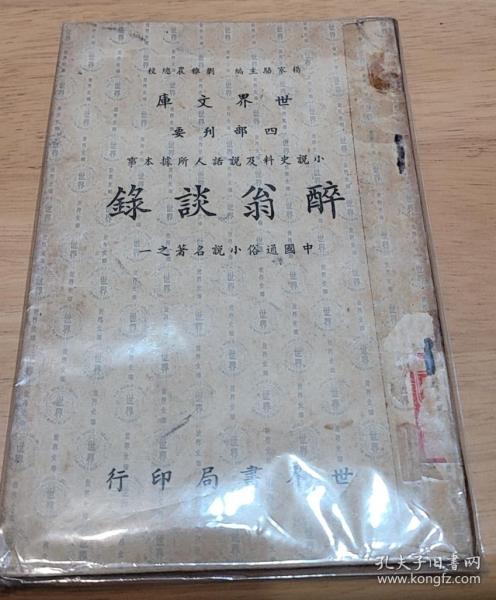 楊家駱主編 劉雅農總校
世界文庫
四部刊要
小說史料及說話人所據本事
醉翁談錄
中國通俗小說名著之一
世界書局印行
孔夫子旧书网
www.kongfz.com